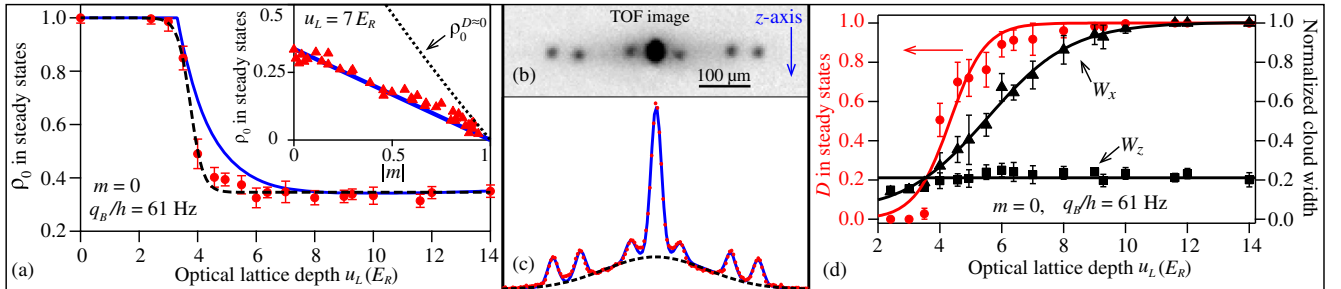 1.0
0.8
0.6
0.4
0.2
ρ0 in steady states
0
2
4
6
8
10
12
14
Optical lattice depth uL (ER)
m = 0
qB/h = 61 Hz
(a)
0.25
0
ρ0 in steady states
0
0.5
1
|m|
uL = 7 ER
ρ0^D≈0
TOF image
z-axis
100 μm
(b)
(c)
1.0
0.8
0.6
0.4
0.2
0.0
D in steady states
Wx
Wz
m = 0, qB/h = 61 Hz
2
4
6
8
10
12
14
Optical lattice depth uL (ER)
(d)
1.0
0.8
0.6
0.4
0.2
0.0
Normalized cloud width